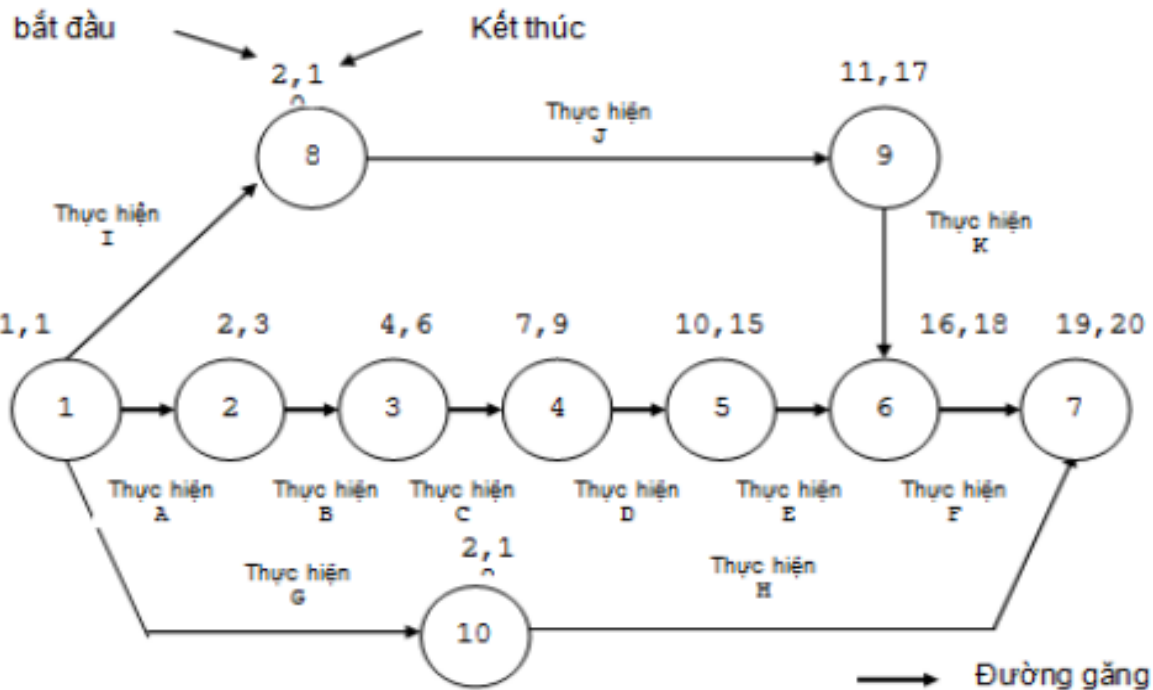 bắt đầu
Kết thúc
2,1
11,17
Thực hiện
J
8
9
Thực hiện
I
Thực hiện
K
1,1
2,3
4,6
7,9
10,15
16,18
19,20
1
2
3
4
5
6
7
Thực hiện
A
Thực hiện
B
Thực hiện
C
Thực hiện
D
Thực hiện
E
Thực hiện
F
2,1
Thực hiện
G
Thực hiện
H
10
Đường găng